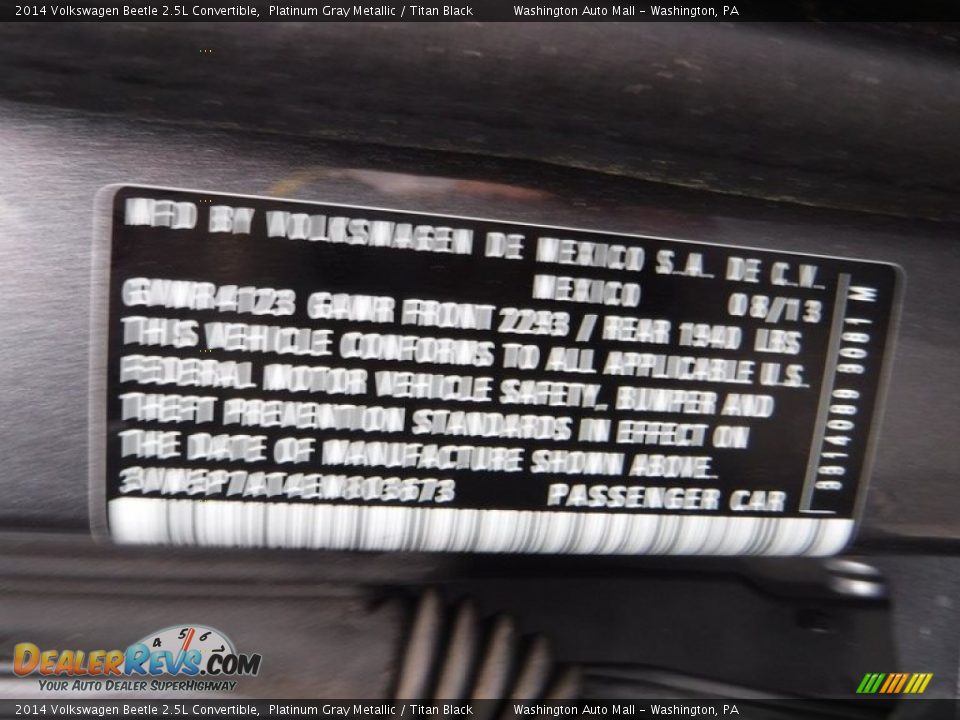 2014 Volkswagen Beetle 2.5L Convertible, Platinum Gray Metallic / Titan Black Washington Auto Mall - Washington, PA
MFD BY VOLKSWAGEN DE MEXICO S.A. DE C.V.
MEXICO 08/13
GVWR4123 GAWR FRONT 2293 / REAR 1940 LBS
THIS VEHICLE CONFORMS TO ALL APPLICABLE U.S.
FEDERAL MOTOR VEHICLE SAFETY, BUMPER AND
THEFT PREVENTION STANDARDS IN EFFECT ON
THE DATE OF MANUFACTURE SHOWN ABOVE.
PASSENGER CAR
4 5 6
DealerRevs.com
Your Auto Dealer SuperHighway
2014 Volkswagen Beetle 2.5L Convertible, Platinum Gray Metallic / Titan Black Washington Auto Mall - Washington, PA